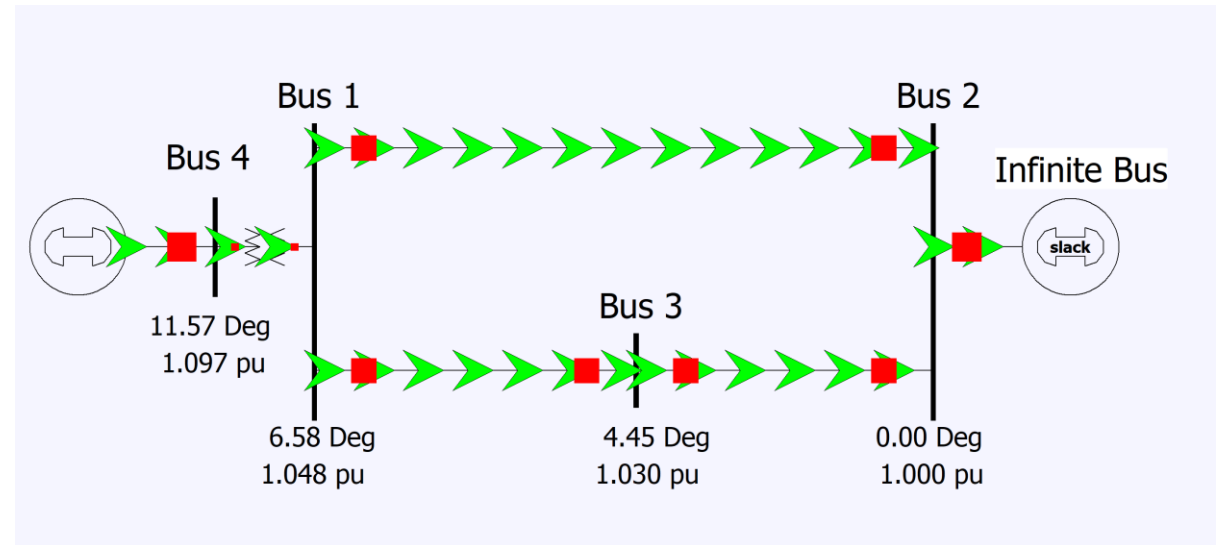 Bus 1
Bus 2
Bus 4
Infinite Bus
slack
Bus 3
11.57 Deg
1.097 pu
6.58 Deg
1.048 pu
4.45 Deg
1.030 pu
0.00 Deg
1.000 pu